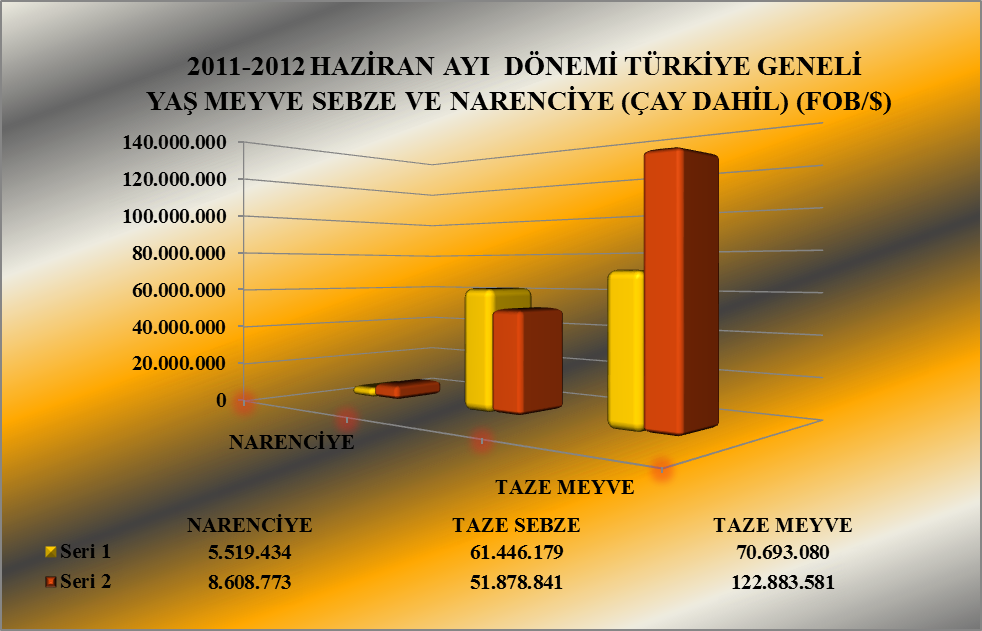 2011-2012 HAZİRAN AYI DÖNEMİ TÜRKİYE GENELİ
YAŞ MEYVE SEBZE VE NARENCİYE (ÇAY DAHİL) (FOB/$)
140.000.000
120.000.000
100.000.000
80.000.000
60.000.000
40.000.000
20.000.000
0
NARENCİYE
TAZE MEYVE
NARENCİYE TAZE SEBZE TAZE MEYVE
Seri 1 5.519.434 61.446.179 70.693.080
Seri 2 8.608.773 51.878.841 122.883.581